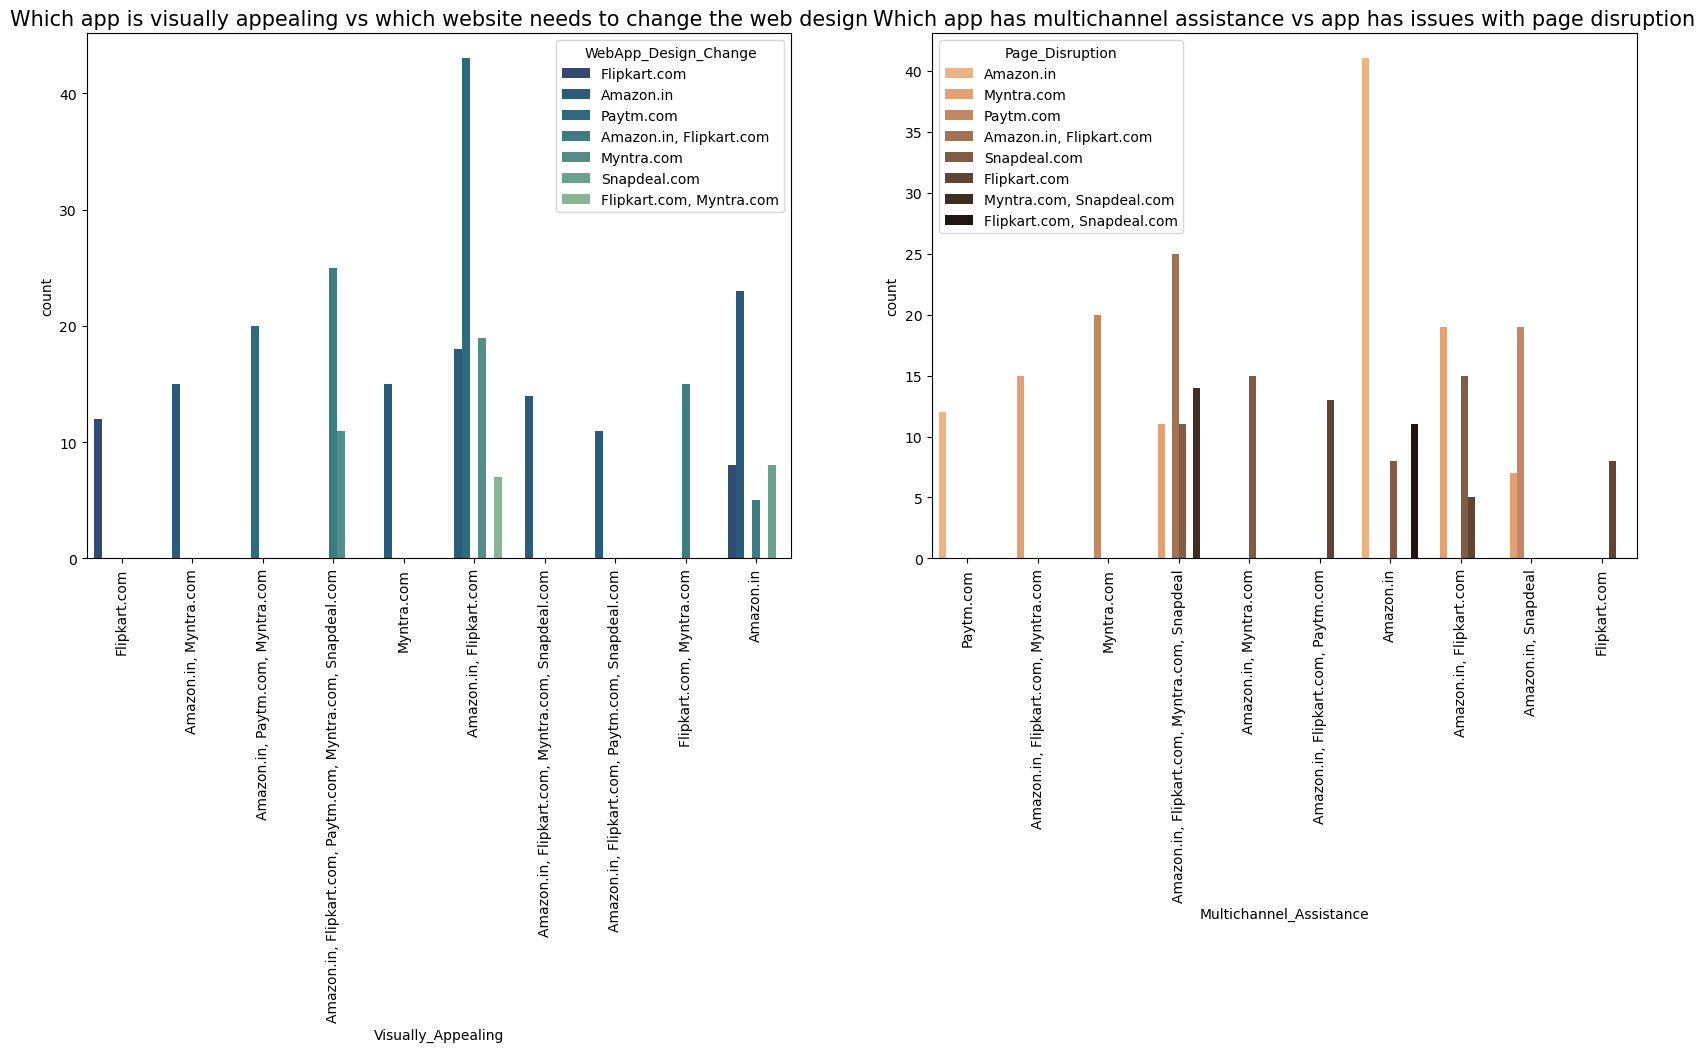 Which app is visually appealing vs which website needs to change the web design
WebApp_Design_Change
Flipkart.com
Amazon.in
Paytm.com
Amazon.in, Flipkart.com
Myntra.com
Snapdeal.com
Flipkart.com, Myntra.com
count
40
30
20
10
0
Flipkart.com
Amazon.in, Myntra.com
Amazon.in, Paytm.com, Myntra.com
Amazon.in, Flipkart.com, Paytm.com, Myntra.com, Snapdeal.com
Myntra.com
Amazon.in, Flipkart.com
Amazon.in, Flipkart.com, Myntra.com, Snapdeal.com
Amazon.in, Flipkart.com, Paytm.com, Snapdeal.com
Flipkart.com, Myntra.com
Amazon.in
Visually_Appealing
Which app has multichannel assistance vs app has issues with page disruption
Page_Disruption
Amazon.in
Myntra.com
Paytm.com
Amazon.in, Flipkart.com
Snapdeal.com
Flipkart.com
Myntra.com, Snapdeal.com
Flipkart.com, Snapdeal.com
count
40
35
30
25
20
15
10
5
0
Paytm.com
Amazon.in, Flipkart.com, Myntra.com
Myntra.com
Amazon.in, Flipkart.com, Myntra.com, Snapdeal
Amazon.in, Myntra.com
Amazon.in, Flipkart.com, Paytm.com
Amazon.in
Amazon.in, Flipkart.com
Amazon.in, Snapdeal
Flipkart.com
Multichannel_Assistance